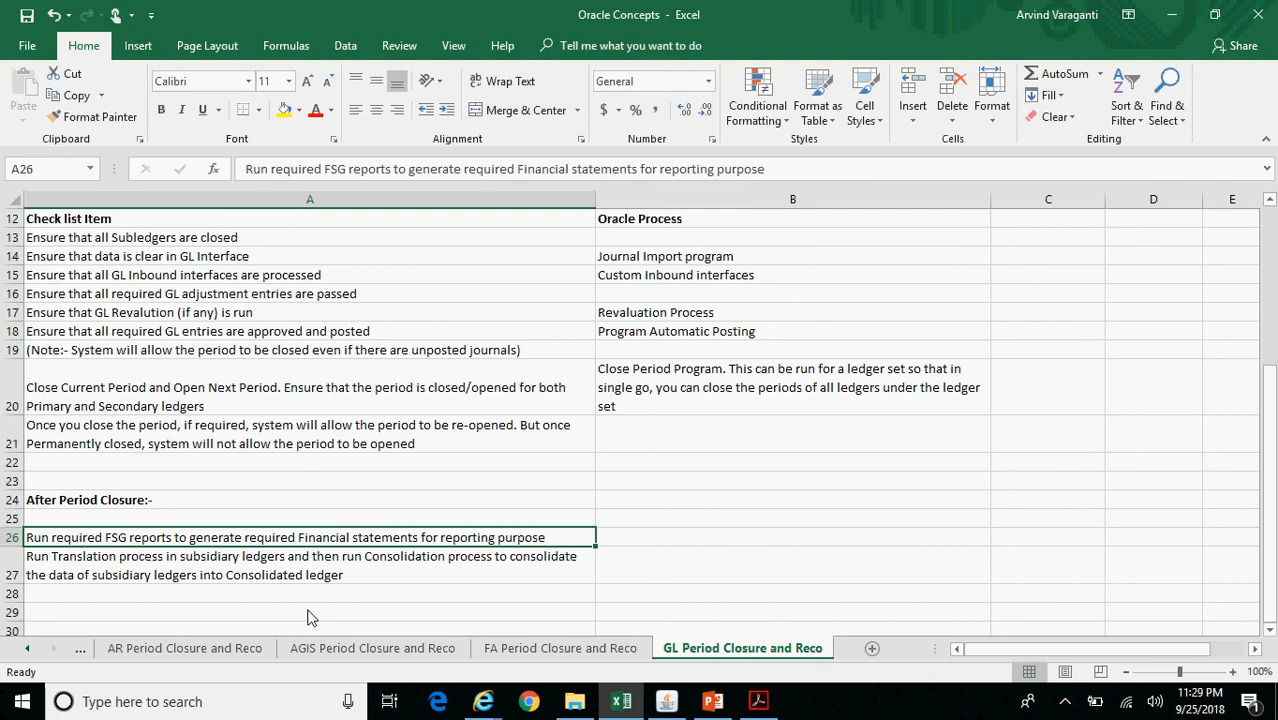 Oracle Concepts - Excel
Arvind Varaganti
File Home Insert Page Layout Formulas Data Review View Help Tell me what you want to do Share
Paste
Cut
Copy
Format Painter
Clipboard
Calibri 11
B I U
Font
Wrap Text
Merge & Center
Alignment
General
$ % ,
Number
Conditional Formatting
Format as Table
Cell Styles
Styles
Insert Delete Format
Cells
AutoSum
Fill
Clear
Sort & Filter
Find & Select
Editing
A26 fx Run required FSG reports to generate required Financial statements for reporting purpose
A B C D E
12 Check list Item Oracle Process
13 Ensure that all Subledgers are closed
14 Ensure that data is clear in GL Interface Journal Import program
15 Ensure that all GL Inbound interfaces are processed Custom Inbound interfaces
16 Ensure that all required GL adjustment entries are passed
17 Ensure that GL Revalution (if any) is run Revaluation Process
18 Ensure that all required GL entries are approved and posted Program Automatic Posting
19 (Note:- System will allow the period to be closed even if there are unposted journals)
Close Period Program. This can be run for a ledger set so that in
Close Current Period and Open Next Period. Ensure that the period is closed/opened for both single go, you can close the periods of all ledgers under the ledger
20 Primary and Secondary ledgers set
Once you close the period, if required, system will allow the period to be re-opened. But once
21 Permanently closed, system will not allow the period to be opened
22
23
24 After Period Closure:-
25
26 Run required FSG reports to generate required Financial statements for reporting purpose
Run Translation process in subsidiary ledgers and then run Consolidation process to consolidate
27 the data of subsidiary ledgers into Consolidated ledger
28
29
30
... AR Period Closure and Reco AGIS Period Closure and Reco FA Period Closure and Reco GL Period Closure and Reco
Ready 100%
Type here to search
11:29 PM
9/25/2018
1